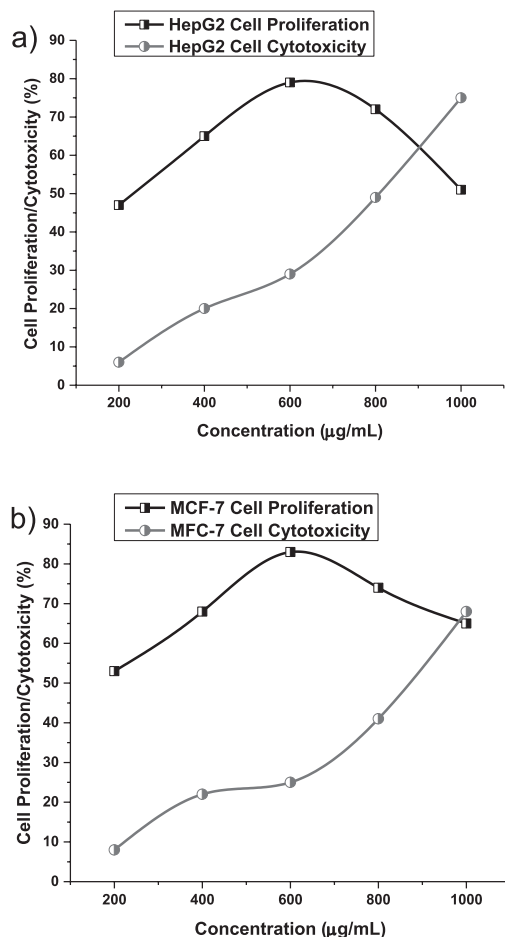 a)
HepG2 Cell Proliferation
HepG2 Cell Cytotoxicity
Cell Proliferation/Cytotoxicity (%)
90
80
70
60
50
40
30
20
10
0
200 400 600 800 1000
Concentration (µg/mL)
b)
MCF-7 Cell Proliferation
MFC-7 Cell Cytotoxicity
Cell Proliferation/Cytotoxicity (%)
90
80
70
60
50
40
30
20
10
0
200 400 600 800 1000
Concentration (µg/mL)